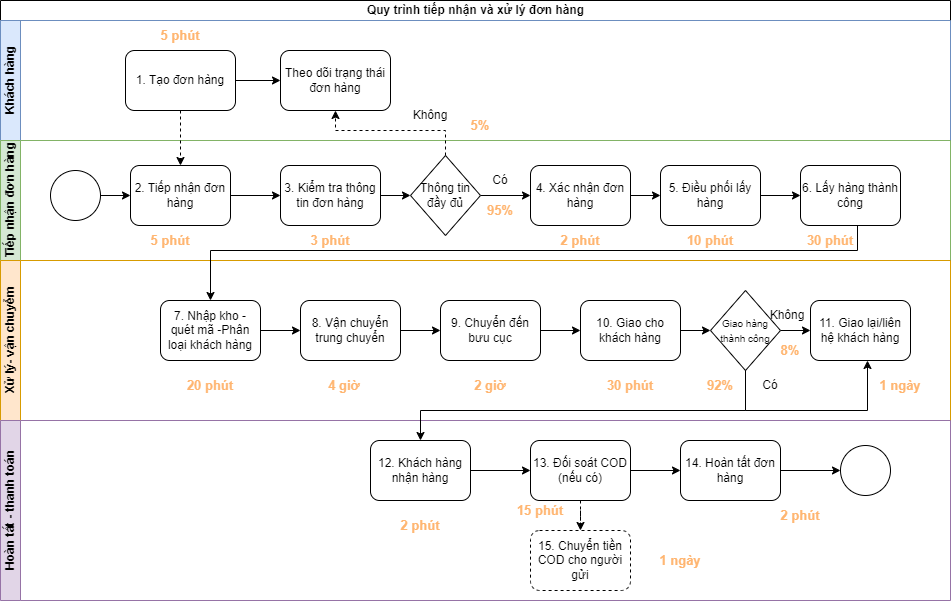 Quy trình tiếp nhận và xử lý đơn hàng
Khách hàng
5 phút
1. Tạo đơn hàng
Theo dõi trạng thái
đơn hàng
Không
5%
Tiếp nhận đơn hàng
2. Tiếp nhận đơn
hàng
5 phút
3. Kiểm tra thông
tin đơn hàng
3 phút
Thông tin
đầy đủ
Có
95%
4. Xác nhận đơn
hàng
2 phút
5. Điều phối lấy
hàng
10 phút
6. Lấy hàng thành
công
30 phút
Xử lý- vận chuyểm
7. Nhập kho -
quét mã -Phân
loại khách hàng
20 phút
8. Vận chuyển
trung chuyển
4 giờ
9. Chuyển đến
bưu cục
2 giờ
10. Giao cho
khách hàng
30 phút
Giao hàng
thành công
Không
8%
92%
Có
11. Giao lại/liên
hệ khách hàng
1 ngày
Hoàn tất - thanh toán
12. Khách hàng
nhận hàng
2 phút
13. Đối soát COD
(nếu có)
15 phút
14. Hoàn tất đơn
hàng
2 phút
15. Chuyển tiền
COD cho người
gửi
1 ngày